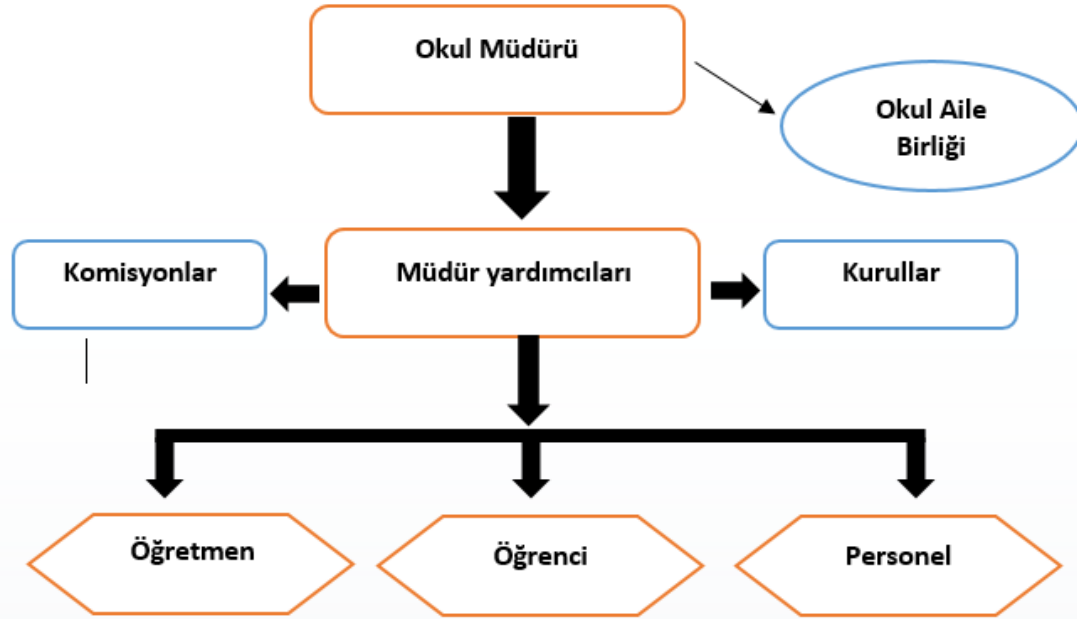 Okul Müdürü
Okul Aile
Birliği
Komisyonlar
Müdür yardımcıları
Kurullar
Öğretmen
Öğrenci
Personel